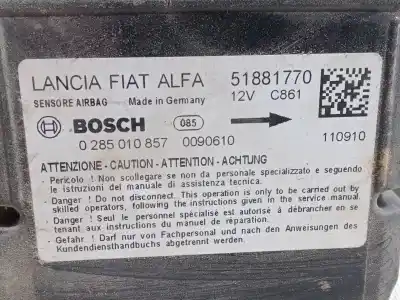 LANCIA FIAT ALFA 51881770
SENSORE AIRBAG Made in Germany 12V C861
BOSCH 085
0 285 010 857 0090610 110910
ATTENZIONE - CAUTION - ATTENTION - ACHTUNG
- Pericolo ! Non scollegare se non da personale specializzato e seguendo
le istruzioni del manuale di assistenza tecnica.
- Danger ! Do not disconnect. This operation is only to be carried out by
skilled operators, following the instructions given in the service manual.
- Danger ! Seul le personnel spécialisé est autorisé à débrancher en se
tenant aux instructions du manuel de réparation.
- Gefahr ! Darf nur von Fachpersonal und nach den Anweisungen des
Kundendiensthandbuchs abgetrennt werden.